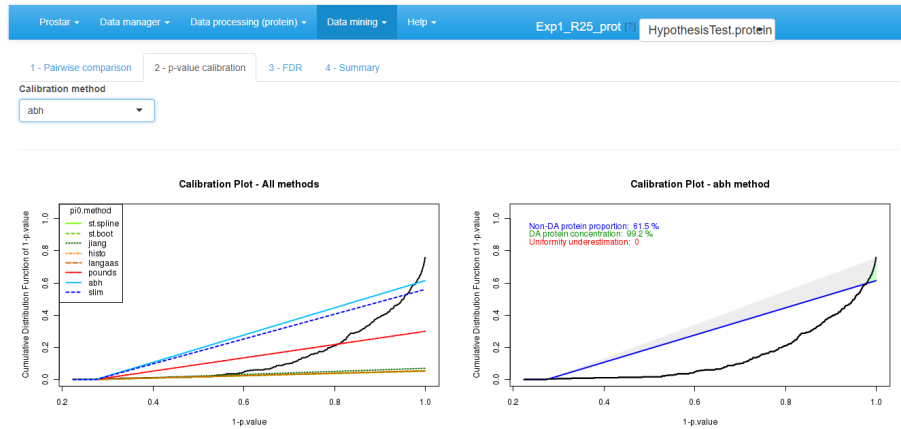 Prostar Data manager Data processing (protein) Data mining Help Exp1_R25_prot [?] HypothesisTest.protein
1 - Pairwise comparison 2 - p-value calibration 3 - FDR 4 - Summary
Calibration method
abh
Calibration Plot - All methods
Cumulative Distribution Function of 1-p.value
1.0
0.8
0.6
0.4
0.2
0.0
pi0.method
st.spline
st.boot
jiang
histo
langaas
pounds
abh
slim
0.2 0.4 0.6 0.8 1.0
1-p.value
Calibration Plot - abh method
Cumulative Distribution Function of 1-p.value
1.0
0.8
0.6
0.4
0.2
0.0
Non-DA protein proportion: 61.5 %
DA protein concentration: 99.2 %
Uniformity underestimation: 0
0.2 0.4 0.6 0.8 1.0
1-p.value